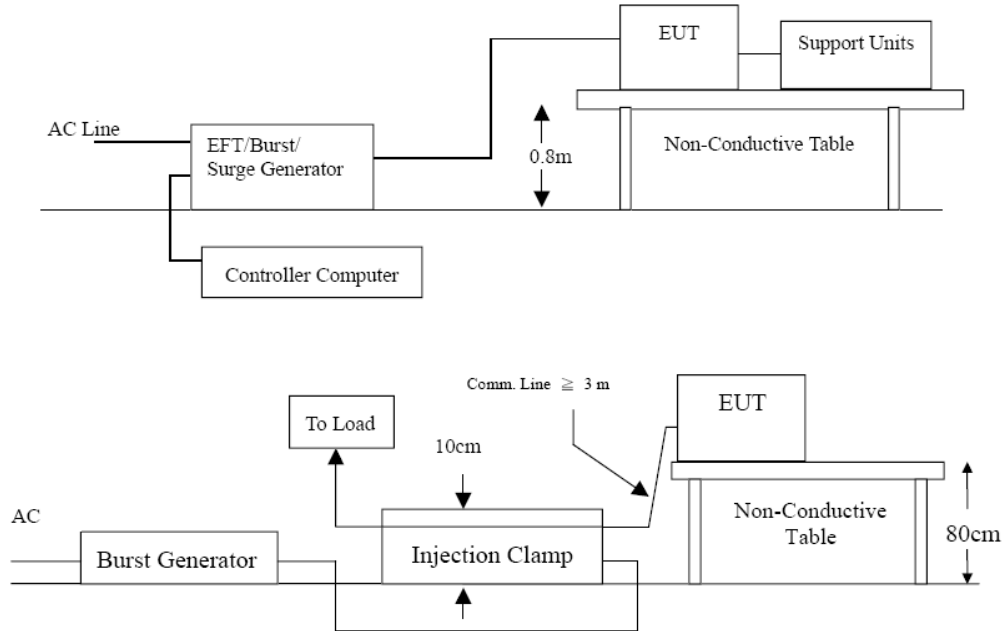 EUT
Support Units
AC Line
EFT/Burst/
Surge Generator
0.8m
Non-Conductive Table
Controller Computer
Comm. Line ≧ 3 m
EUT
To Load
10cm
AC
Burst Generator
Injection Clamp
Non-Conductive
Table
80cm